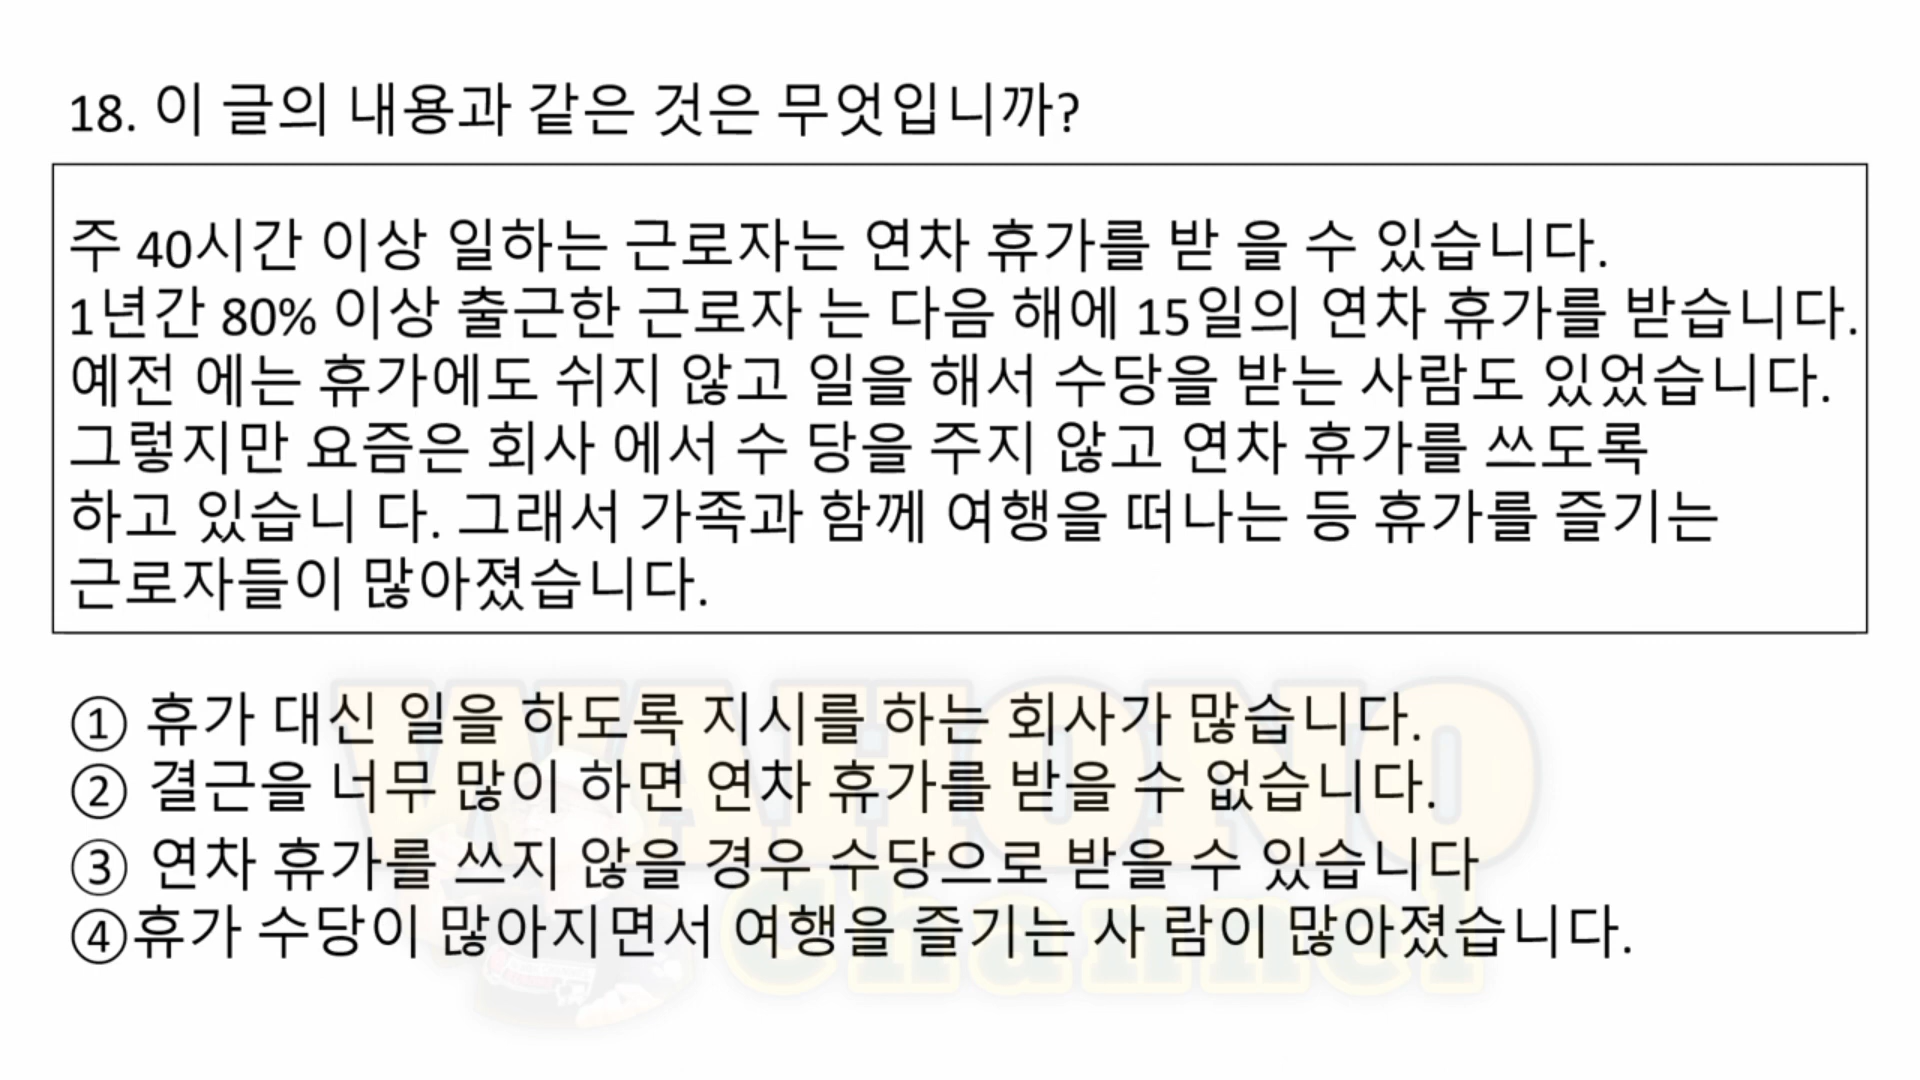 18. 이 글의 내용과 같은 것은 무엇입니까?
주 40시간 이상 일하는 근로자는 연차 휴가를 받 을 수 있습니다.
1년간 80% 이상 출근한 근로자 는 다음 해에 15일의 연차 휴가를 받습니다.
예전 에는 휴가에도 쉬지 않고 일을 해서 수당을 받는 사람도 있었습니다.
그렇지만 요즘은 회사 에서 수 당을 주지 않고 연차 휴가를 쓰도록
하고 있습니 다. 그래서 가족과 함께 여행을 떠나는 등 휴가를 즐기는
근로자들이 많아졌습니다.
① 휴가 대신 일을 하도록 지시를 하는 회사가 많습니다.
② 결근을 너무 많이 하면 연차 휴가를 받을 수 없습니다.
③ 연차 휴가를 쓰지 않을 경우 수당으로 받을 수 있습니다
④휴가 수당이 많아지면서 여행을 즐기는 사 람이 많아졌습니다.
WAHONO
Channel